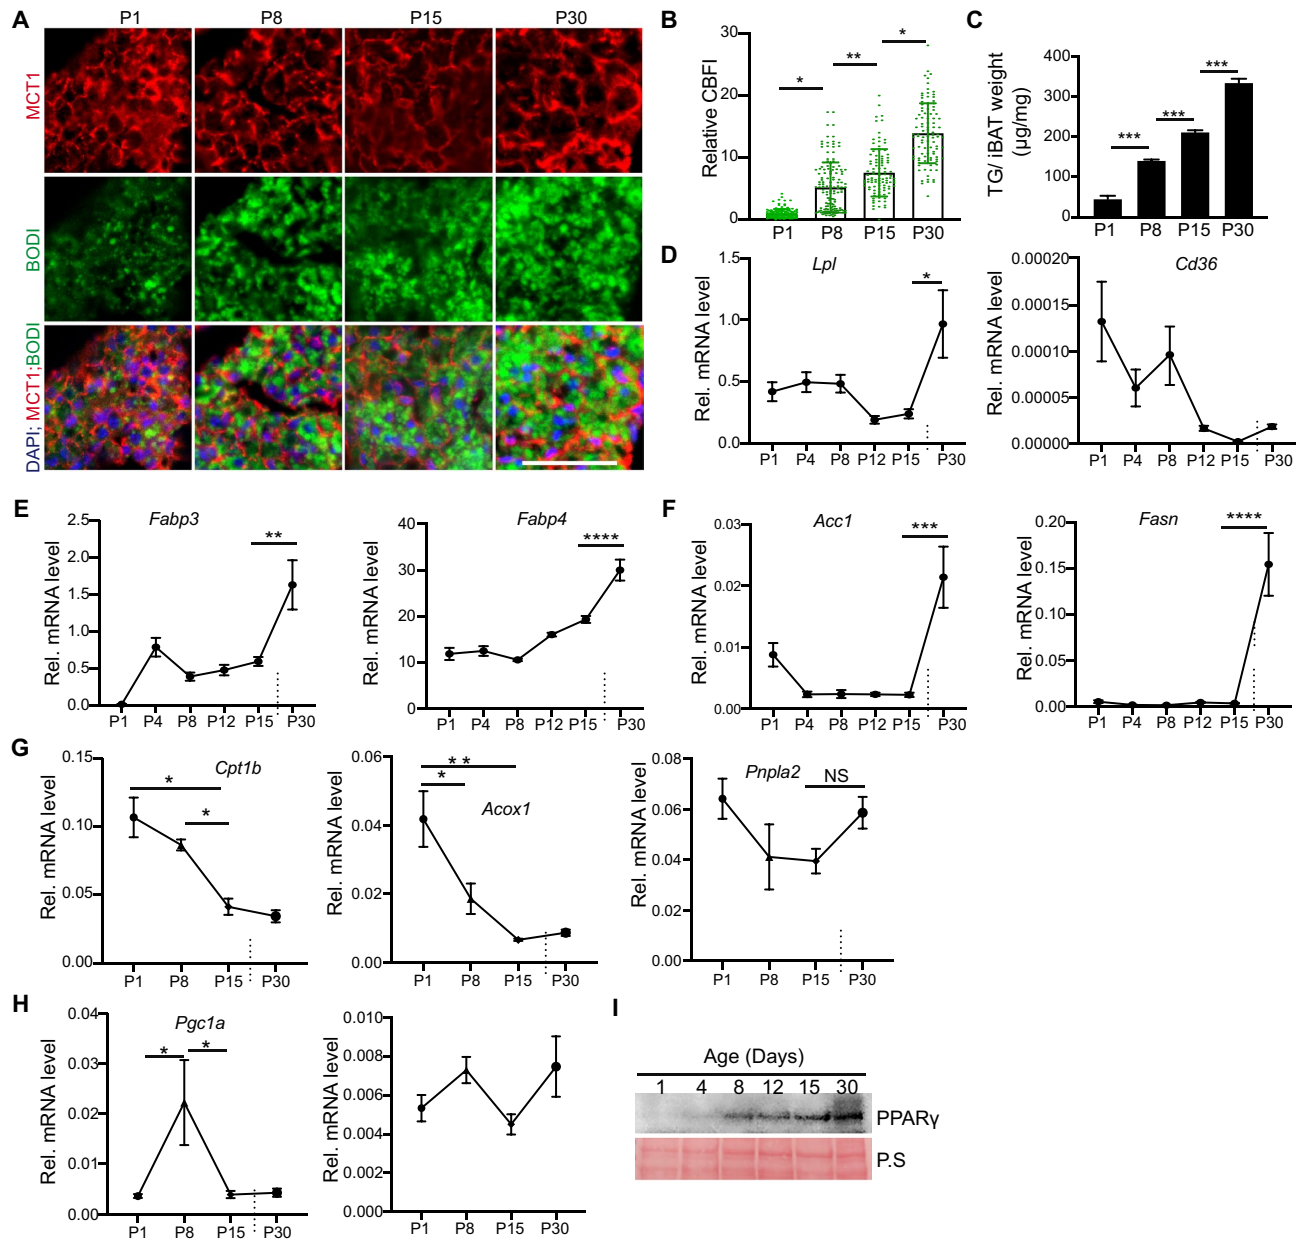 A
P1 P8 P15 P30
MCT1
BODI
DAPI; MCT1;BODI
B
Relative CBFI
30
20
10
0
* ** *
P1 P8 P15 P30
C
TG/ iBAT weight
(µg/mg)
400
300
200
100
0
*** *** ***
P1 P8 P15 P30
D
Lpl
Rel. mRNA level
1.5
1.0
0.5
0.0
*
P1 P4 P8 P12 P15 P30
Cd36
Rel. mRNA level
0.00020
0.00015
0.00010
0.00005
0.00000
P1 P4 P8 P12 P15 P30
E
Fabp3
Rel. mRNA level
2.5
2.0
1.5
1.0
0.5
0.0
**
P1 P4 P8 P12 P15 P30
Fabp4
Rel. mRNA level
40
30
20
10
0
****
P1 P4 P8 P12 P15 P30
F
Acc1
Rel. mRNA level
0.03
0.02
0.01
0.00
***
P1 P4 P8 P12 P15 P30
Fasn
Rel. mRNA level
0.20
0.15
0.10
0.05
0.00
****
P1 P4 P8 P12 P15 P30
G
Cpt1b
Rel. mRNA level
0.15
0.10
0.05
0.00
*
*
P1 P8 P15 P30
Acox1
Rel. mRNA level
0.06
0.04
0.02
0.00
* *
*
P1 P8 P15 P30
Pnpla2
Rel. mRNA level
0.08
0.06
0.04
0.02
0.00
NS
P1 P8 P15 P30
H
Pgc1a
Rel. mRNA level
0.04
0.03
0.02
0.01
0.00
* *
P1 P8 P15 P30
Rel. mRNA level
0.010
0.008
0.006
0.004
0.002
0.000
P1 P8 P15 P30
I
Age (Days)
1 4 8 12 15 30
PPARγ
P.S